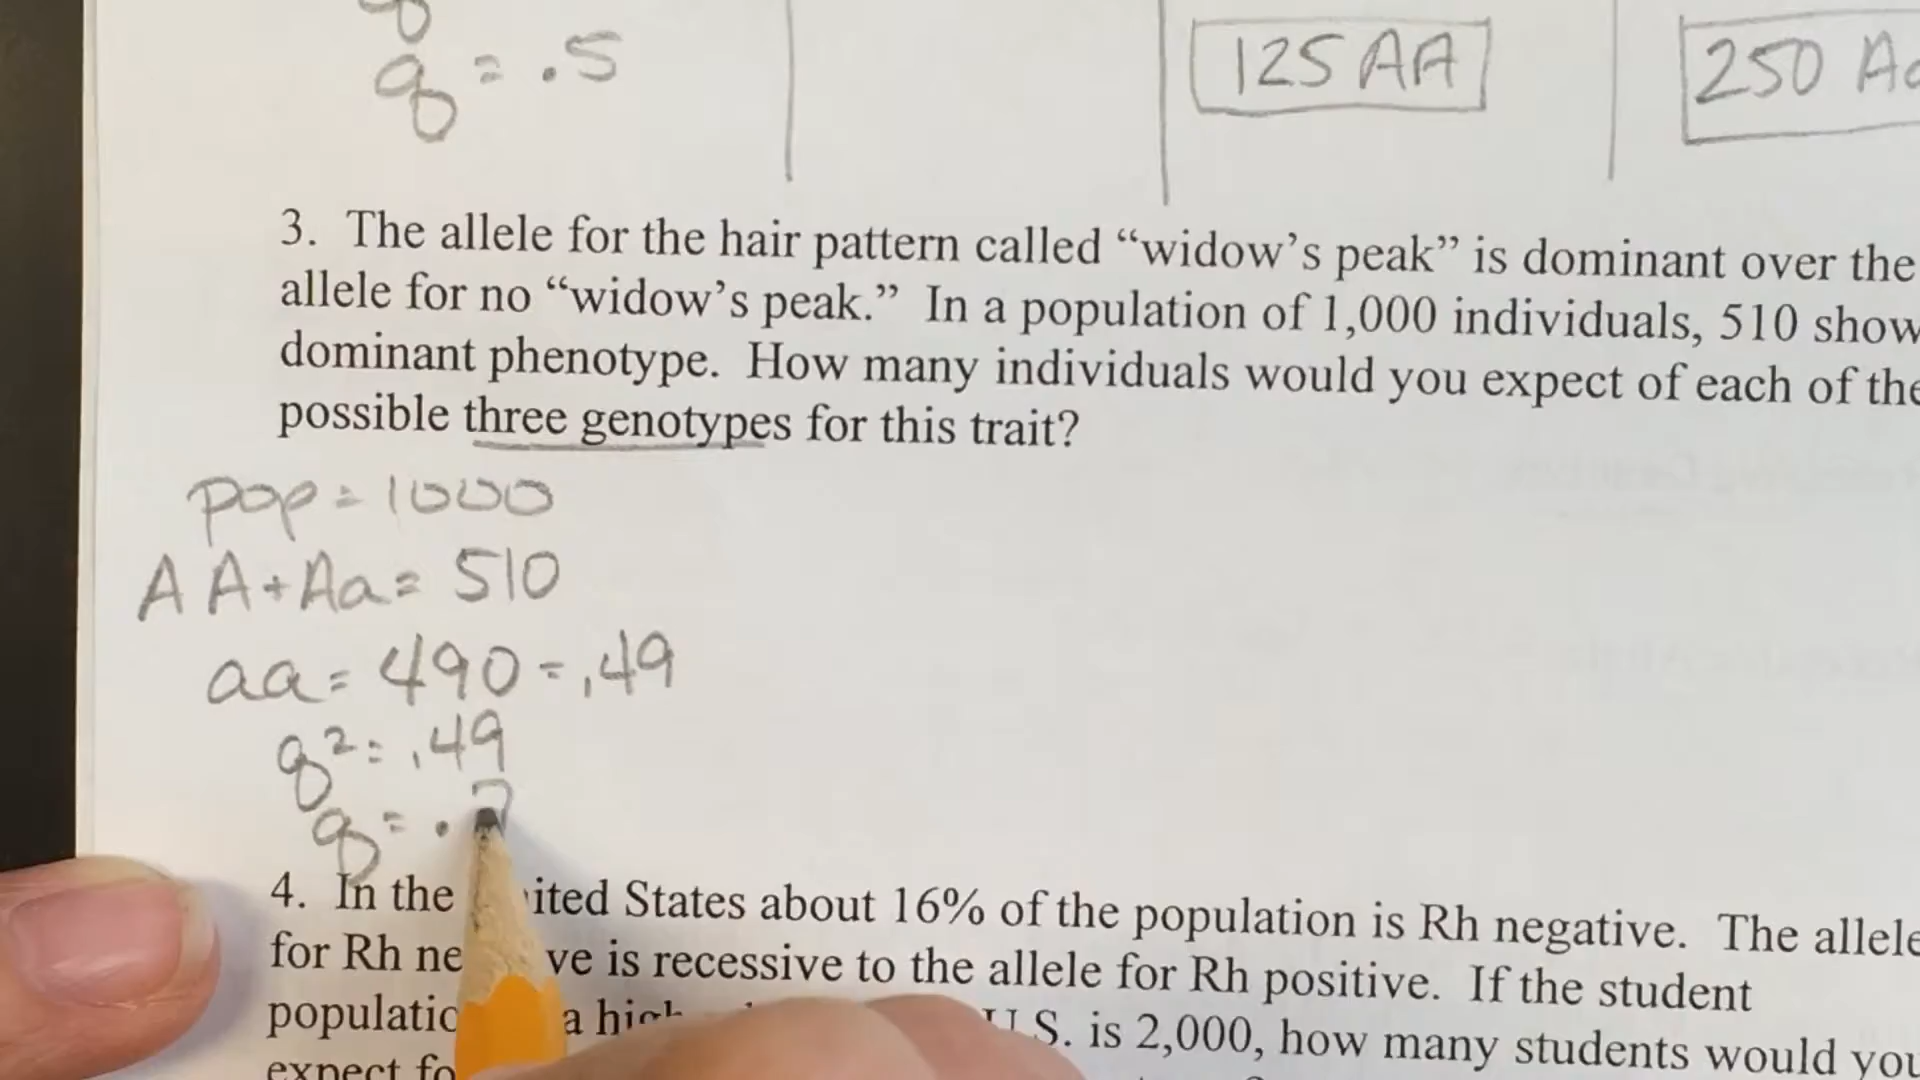 q = .5
125 AA
250 A
3. The allele for the hair pattern called “widow’s peak” is dominant over the
allele for no “widow’s peak.” In a population of 1,000 individuals, 510 show
dominant phenotype. How many individuals would you expect of each of the
possible three genotypes for this trait?
pop = 1000
AA + Aa = 510
aa = 490 = .49
q² = .49
q = .7
4. In the United States about 16% of the population is Rh negative. The allele
for Rh is recessive to the allele for Rh positive. If the student
a U.S. is 2,000, how many students would you